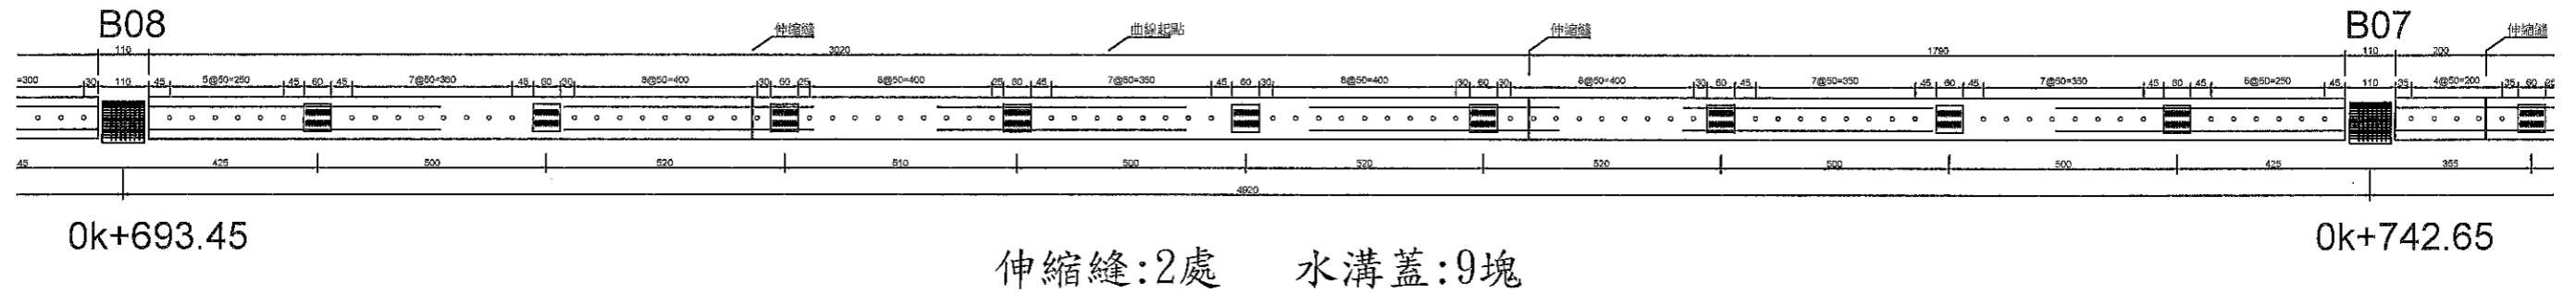 B08 B07
伸縮縫 曲線起點 伸縮縫 伸縮縫
110 3020 1790 110 200
=300 30 110 45 5@50=250 45 60 45 7@50=350 45 60 30 8@50=400 30 60 25 8@50=400 25 60 45 7@50=350 45 60 30 8@50=400 30 60 30 8@50=400 30 60 45 7@50=350 45 60 45 7@50=350 45 60 45 5@50=250 45 110 35 4@50=200 35 60 25
45 425 500 520 510 500 520 520 500 500 425 355
4920
0k+693.45 0k+742.65
伸縮縫:2處 水溝蓋:9塊